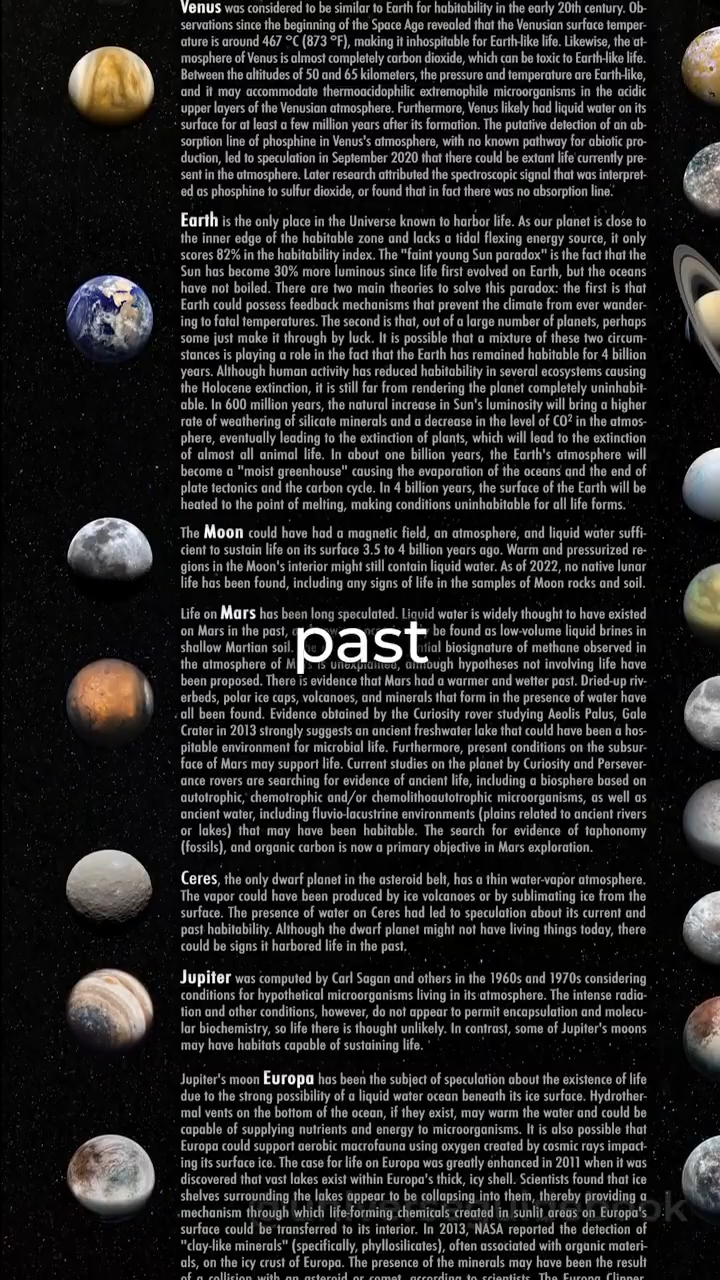 Venus was considered to be similar to Earth for habitability in the early 20th century. Ob-
servations since the beginning of the Space Age revealed that the Venusian surface temper-
ature is around 467 °C (873 °F), making it inhospitable for Earth-like life. Likewise, the at-
mosphere of Venus is almost completely carbon dioxide, which can be toxic to Earth-like life.
Between the altitudes of 50 and 65 kilometers, the pressure and temperature are Earth-like,
and it may accommodate thermoacidophilic extremophile microorganisms in the acidic
upper layers of the Venusian atmosphere. Furthermore, Venus likely had liquid water on its
surface for at least a few million years after its formation. The putative detection of an ab-
sorption line of phosphine in Venus's atmosphere, with no known pathway for abiotic pro-
duction, led to speculation in September 2020 that there could be extant life currently pre-
sent in the atmosphere. Later research attributed the spectroscopic signal that was interpret-
ed as phosphine to sulfur dioxide, or found that in fact there was no absorption line.
Earth is the only place in the Universe known to harbor life. As our planet is close to
the inner edge of the habitable zone and lacks a tidal flexing energy source, it only
scores 82% in the habitability index. The "faint young Sun paradox" is the fact that the
Sun has become 30% more luminous since life first evolved on Earth, but the oceans
have not boiled. There are two main theories to solve this paradox: the first is that
Earth could possess feedback mechanisms that prevent the climate from ever wander-
ing to fatal temperatures. The second is that, out of a large number of planets, perhaps
some just make it through by luck. It is possible that a mixture of these two circum-
stances is playing a role in the fact that the Earth has remained habitable for 4 billion
years. Although human activity has reduced habitability in several ecosystems causing
the Holocene extinction, it is still far from rendering the planet completely uninhabit-
able. In 600 million years, the natural increase in Sun's luminosity will bring a higher
rate of weathering of silicate minerals and a decrease in the level of CO² in the atmos-
phere, eventually leading to the extinction of plants, which will lead to the extinction
of almost all animal life. In about one billion years, the Earth's atmosphere will
become a "moist greenhouse" causing the evaporation of the oceans and the end of
plate tectonics and the carbon cycle. In 4 billion years, the surface of the Earth will be
heated to the point of melting, making conditions uninhabitable for all life forms.
The Moon could have had a magnetic field, an atmosphere, and liquid water suffi-
cient to sustain life on its surface 3.5 to 4 billion years ago. Warm and pressurized re-
gions in the Moon's interior might still contain liquid water. As of 2022, no native lunar
life has been found, including any signs of life in the samples of Moon rocks and soil.
Life on Mars has been long speculated. Liquid water is widely thought to have existed
on Mars in the past, be found as low-volume liquid brines in
past
shallow Martian soil. biosignature of methane observed in
the atmosphere of is unexplained, although hypotheses not involving life have
been proposed. There is evidence that Mars had a warmer and wetter past. Dried-up riv-
erbeds, polar ice caps, volcanoes, and minerals that form in the presence of water have
all been found. Evidence obtained by the Curiosity rover studying Aeolis Palus, Gale
Crater in 2013 strongly suggests an ancient freshwater lake that could have been a hos-
pitable environment for microbial life. Furthermore, present conditions on the subsur-
face of Mars may support life. Current studies on the planet by Curiosity and Persever-
ance rovers are searching for evidence of ancient life, including a biosphere based on
autotrophic, chemotrophic and/or chemolithoautotrophic microorganisms, as well as
ancient water, including fluvio-lacustrine environments (plains related to ancient rivers
or lakes) that may have been habitable. The search for evidence of taphonomy
(fossils), and organic carbon is now a primary objective in Mars exploration.
Ceres, the only dwarf planet in the asteroid belt, has a thin water-vapor atmosphere.
The vapor could have been produced by ice volcanoes or by sublimating ice from the
surface. The presence of water on Ceres had led to speculation about its current and
past habitability. Although the dwarf planet might not have living things today, there
could be signs it harbored life in the past.
Jupiter was computed by Carl Sagan and others in the 1960s and 1970s considering
conditions for hypothetical microorganisms living in its atmosphere. The intense radia-
tion and other conditions, however, do not appear to permit encapsulation and molecu-
lar biochemistry, so life there is thought unlikely. In contrast, some of Jupiter's moons
may have habitats capable of sustaining life.
Jupiter's moon Europa has been the subject of speculation about the existence of life
due to the strong possibility of a liquid water ocean beneath its ice surface. Hydrother-
mal vents on the bottom of the ocean, if they exist, may warm the water and could be
capable of supplying nutrients and energy to microorganisms. It is also possible that
Europa could support aerobic macrofauna using oxygen created by cosmic rays impact-
ing its surface ice. The case for life on Europa was greatly enhanced in 2011 when it was
discovered that vast lakes exist within Europa's thick, icy shell. Scientists found that ice
shelves surrounding the lakes appear to be collapsing into them, thereby providing a
mechanism through which life-forming chemicals created in sunlit areas on Europa's
surface could be transferred to its interior. In 2013, NASA reported the detection of
"clay-like minerals" (specifically, phyllosilicates), often associated with organic materi-
als, on the icy crust of Europa. The presence of the minerals may have been the result
of a collision with an asteroid or comet, according to scientists. The Europa